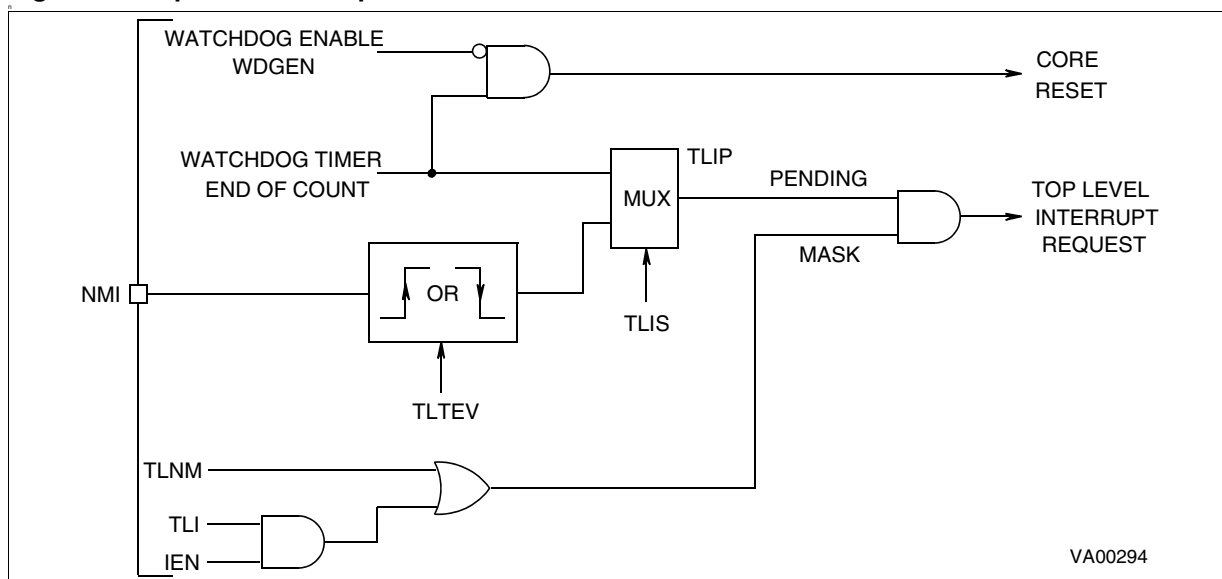 WATCHDOG ENABLE
WDGEN
CORE
RESET
WATCHDOG TIMER
END OF COUNT
TLIP
MUX
PENDING
TOP LEVEL
INTERRUPT
REQUEST
MASK
NMI
OR
TLIS
TLTEV
TLNM
TLI
IEN
VA00294